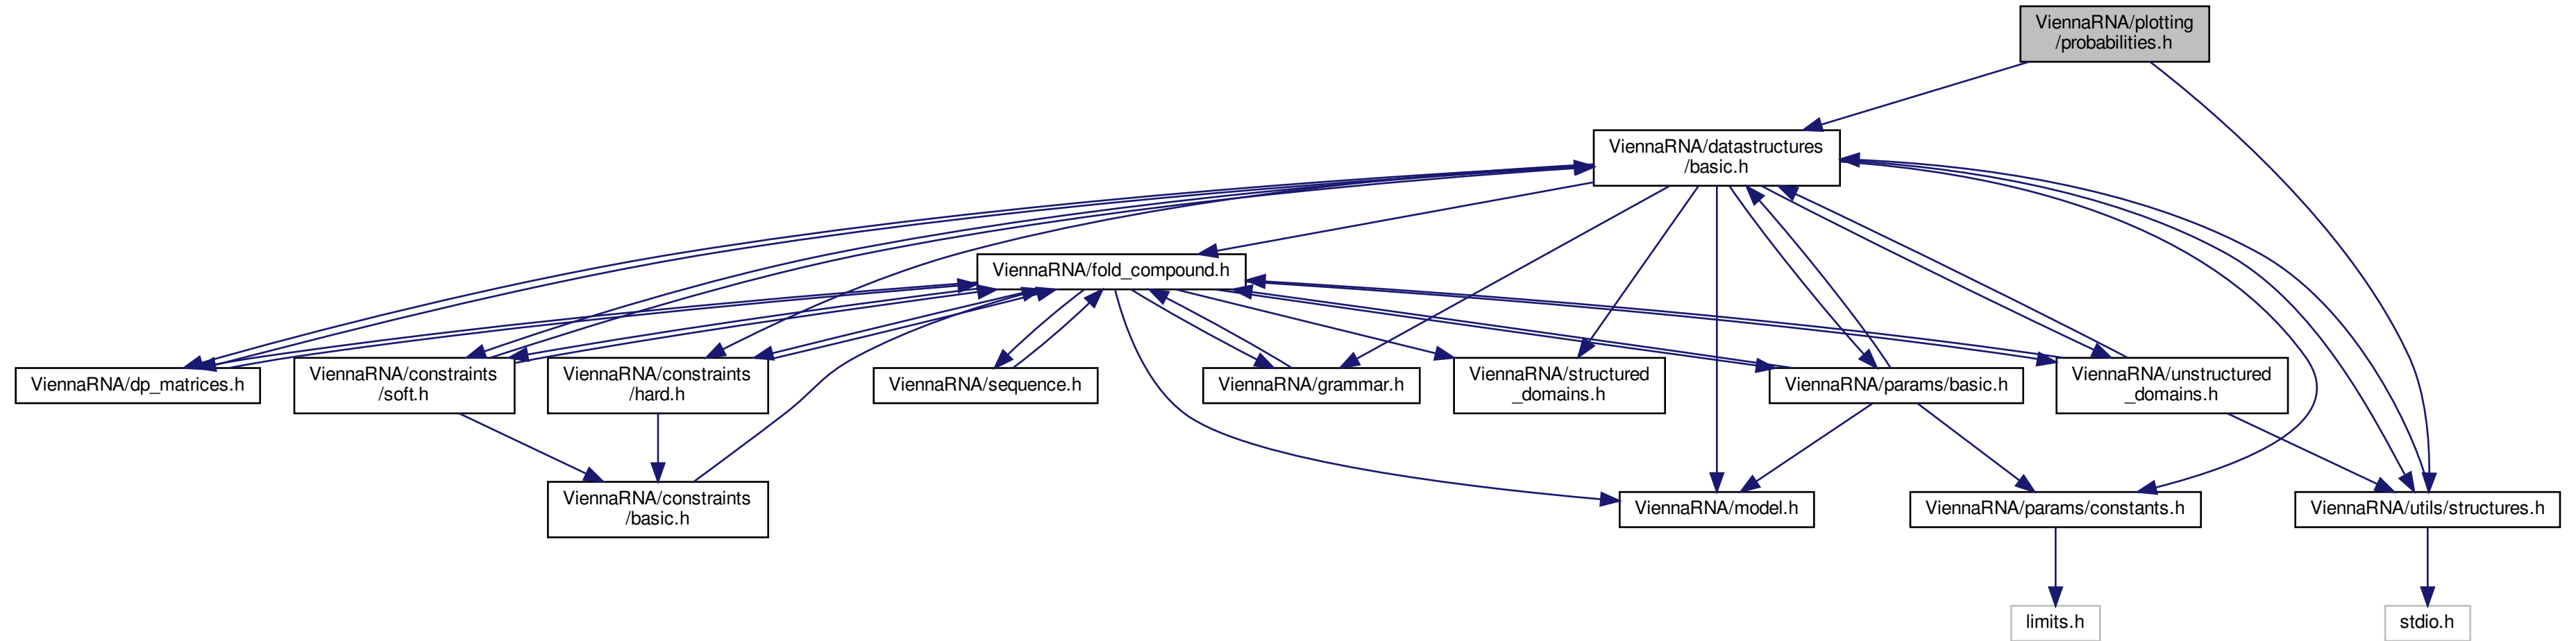 ViennaRNA/plotting
/probabilities.h
ViennaRNA/datastructures
/basic.h
ViennaRNA/fold_compound.h
ViennaRNA/dp_matrices.h
ViennaRNA/constraints
/soft.h
ViennaRNA/constraints
/hard.h
ViennaRNA/sequence.h
ViennaRNA/grammar.h
ViennaRNA/structured
_domains.h
ViennaRNA/params/basic.h
ViennaRNA/unstructured
_domains.h
ViennaRNA/constraints
/basic.h
ViennaRNA/model.h
ViennaRNA/params/constants.h
ViennaRNA/utils/structures.h
limits.h
stdio.h